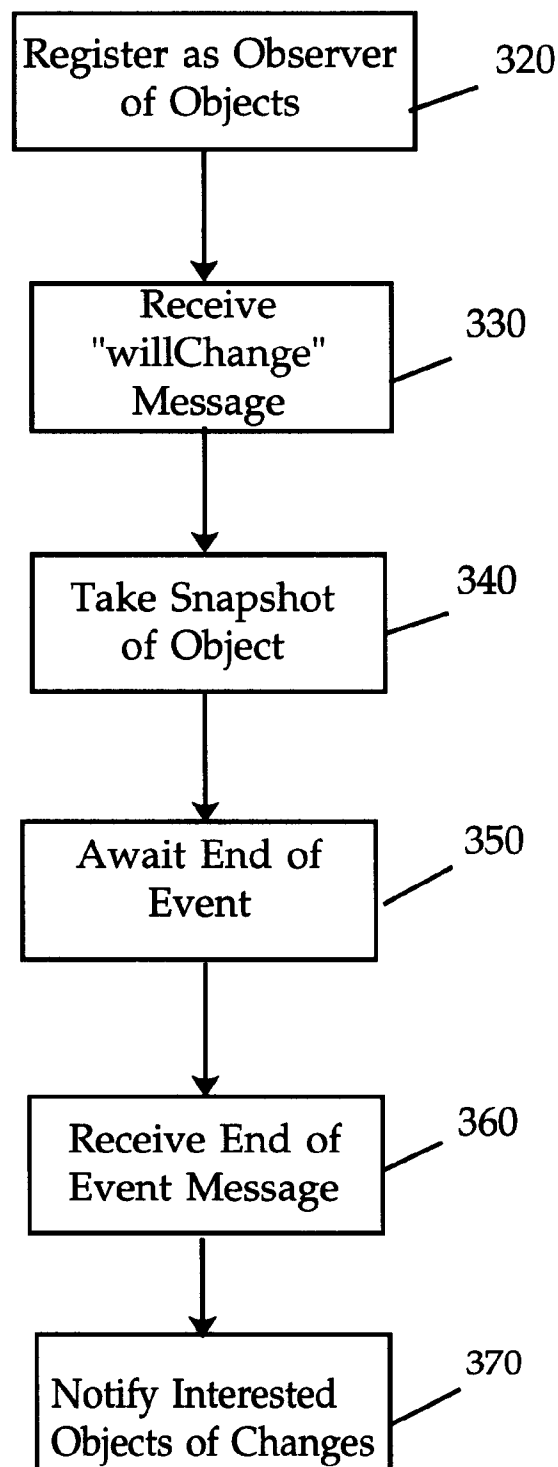 Register as Observer
of Objects
320
Receive
"willChange"
Message
330
Take Snapshot
of Object
340
Await End of
Event
350
Receive End of
Event Message
360
Notify Interested
Objects of Changes
370